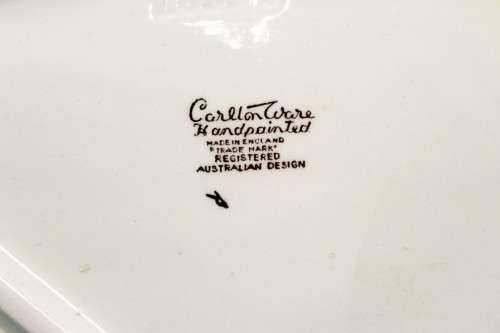 Carlton Ware
Handpainted
MADE IN ENGLAND
"TRADE MARK"
REGISTERED
AUSTRALIAN DESIGN